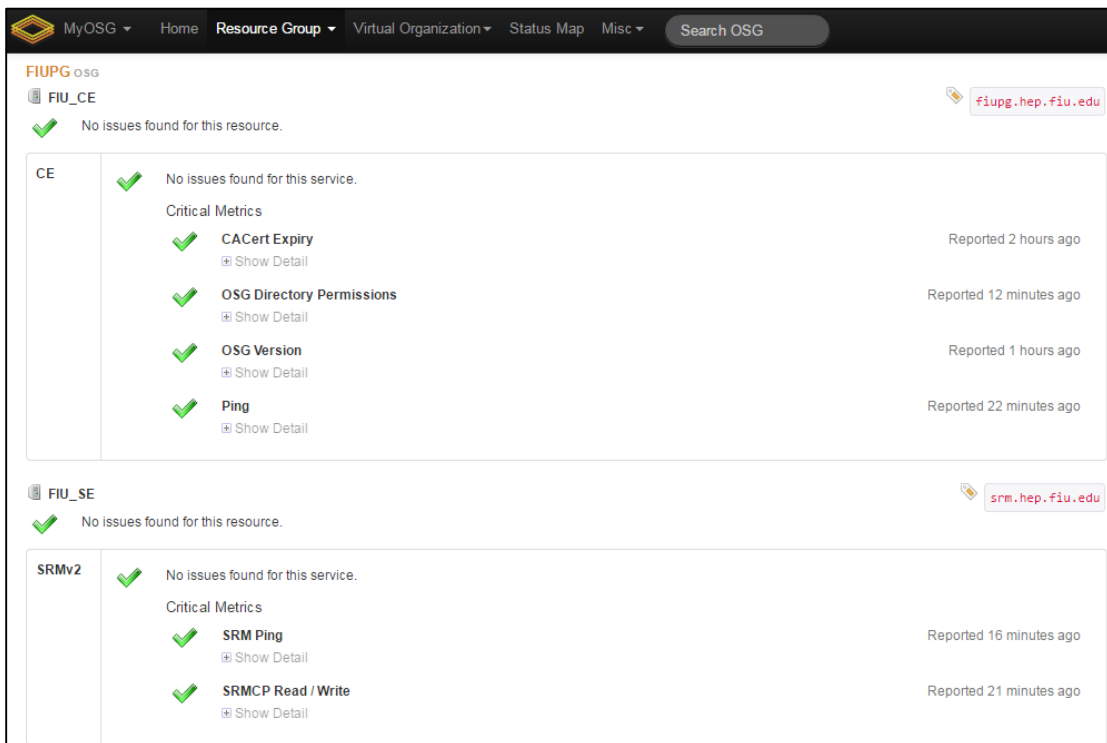 MyOSG Home Resource Group Virtual Organization Status Map Misc Search OSG
FIUPG OSG
FIU_CE fiupg.hep.fiu.edu
No issues found for this resource.
CE No issues found for this service.
Critical Metrics
CACert Expiry Reported 2 hours ago
Show Detail
OSG Directory Permissions Reported 12 minutes ago
Show Detail
OSG Version Reported 1 hours ago
Show Detail
Ping Reported 22 minutes ago
Show Detail
FIU_SE srm.hep.fiu.edu
No issues found for this resource.
SRMv2 No issues found for this service.
Critical Metrics
SRM Ping Reported 16 minutes ago
Show Detail
SRMCP Read / Write Reported 21 minutes ago
Show Detail